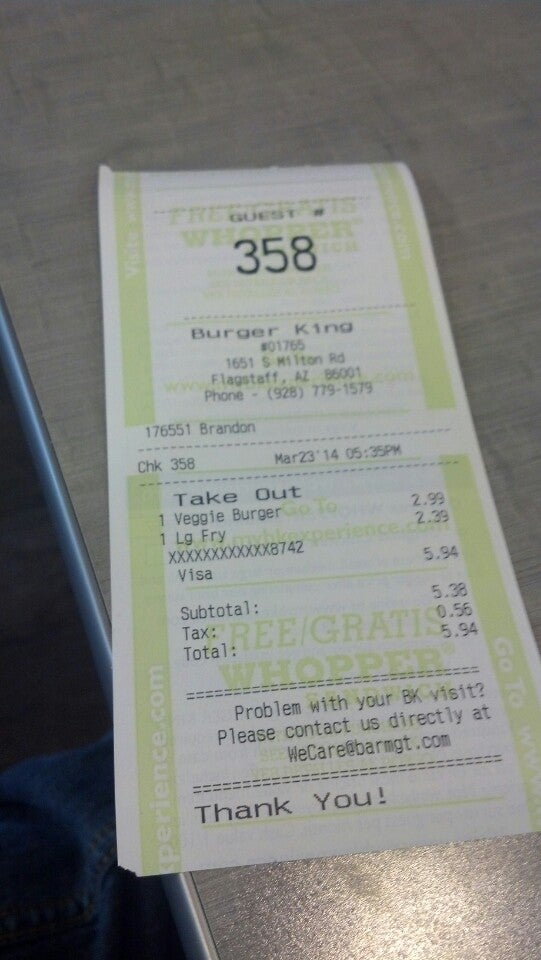 GUEST #
358
Burger King
#01765
1651 S Milton Rd
Flagstaff, AZ 86001
Phone - (928) 779-1579
176551 Brandon
Chk 358 Mar23'14 05:35PM
Take Out
1 Veggie Burger 2.99
1 Lg Fry 2.39
XXXXXXXXXXXX8742
Visa 5.94
Subtotal: 5.38
Tax: 0.56
Total: 5.94
FREE/GRATIS
WHOPPER®
Problem with your BK visit?
Please contact us directly at
WeCare@barmgt.com
Thank You!